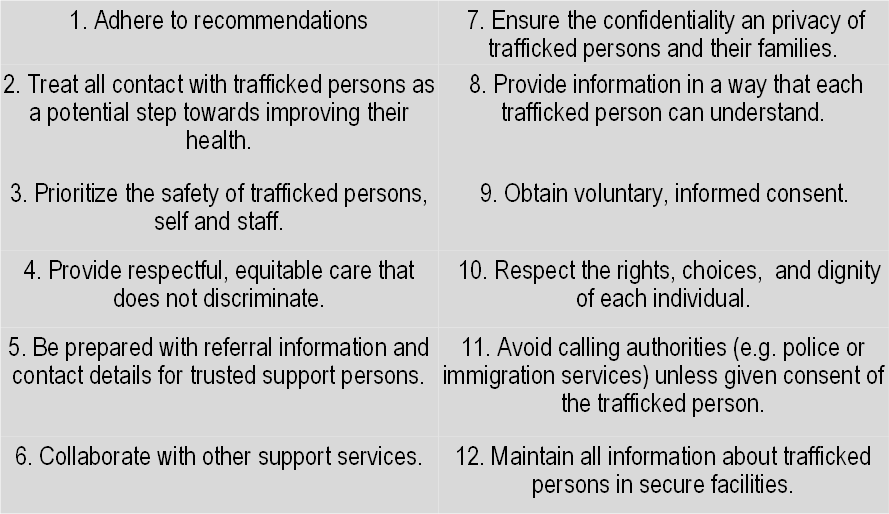 1. Adhere to recommendations
2. Treat all contact with trafficked persons as
a potential step towards improving their
health.
3. Prioritize the safety of trafficked persons,
self and staff.
4. Provide respectful, equitable care that
does not discriminate.
5. Be prepared with referral information and
contact details for trusted support persons.
6. Collaborate with other support services.
7. Ensure the confidentiality an privacy of
trafficked persons and their families.
8. Provide information in a way that each
trafficked person can understand.
9. Obtain voluntary, informed consent.
10. Respect the rights, choices,  and dignity
of each individual.
11. Avoid calling authorities (e.g. police or
immigration services) unless given consent of
the trafficked person.
12. Maintain all information about trafficked
persons in secure facilities.